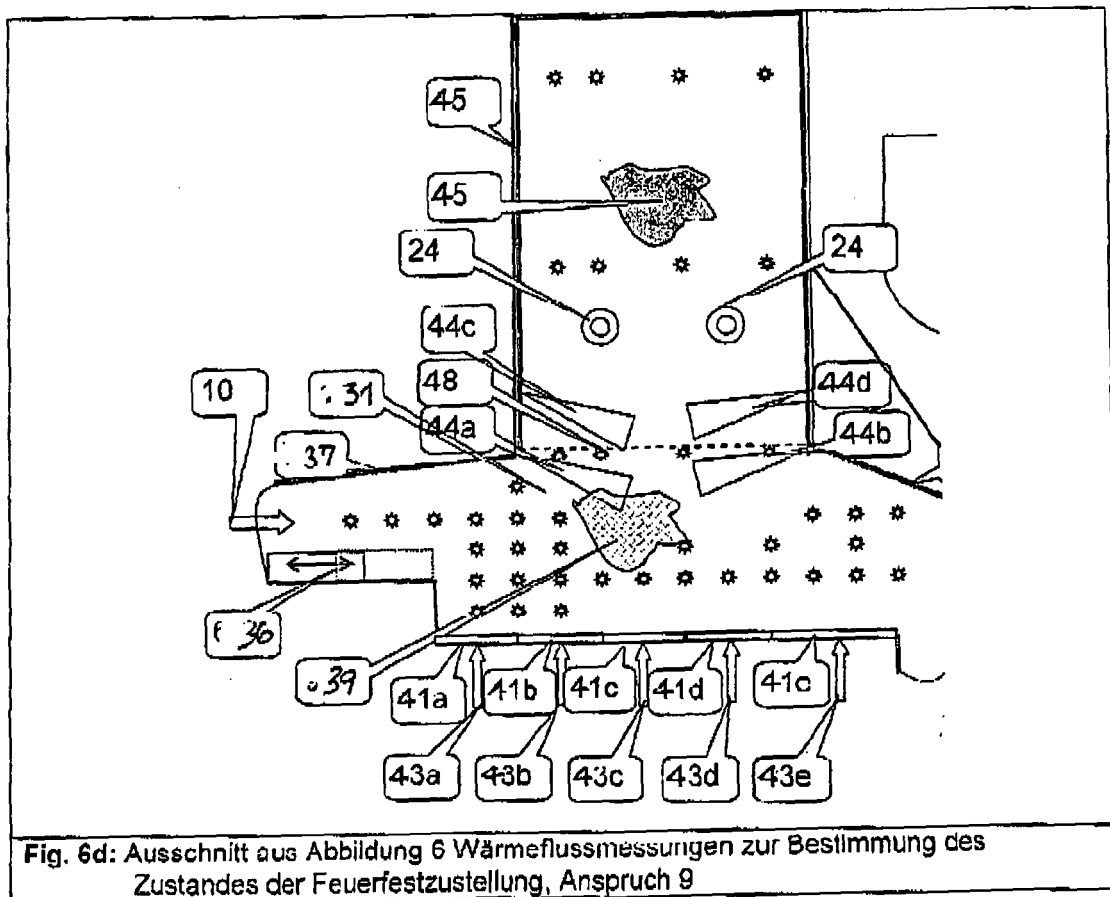 45
45
24
24
44c
48
44d
10
: 31
44a
44b
: 37
36
39
41a
41b
41c
41d
41c
43a
43b
43c
43d
43e
Fig. 6d: Ausschnitt aus Abbildung 6 Wärmeflussmessungen zur Bestimmung des
Zustandes der Feuerfestzustellung, Anspruch 9